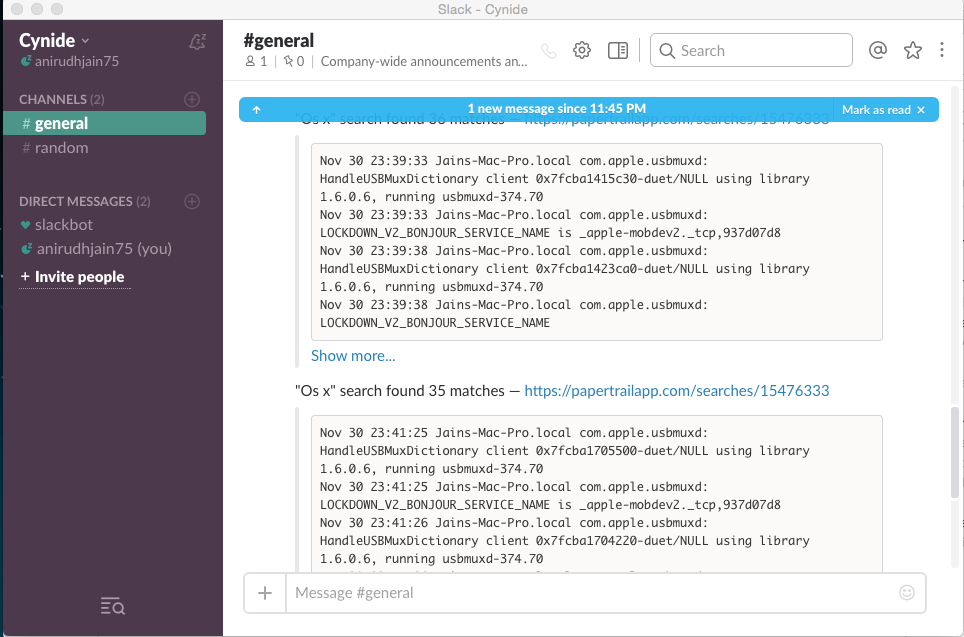 Slack - Cynide
Cynide
anirudhjain75
CHANNELS (2)
# general
# random
DIRECT MESSAGES (2)
slackbot
anirudhjain75 (you)
+ Invite people
#general
1 | 0 | Company-wide announcements an...
Search
1 new message since 11:45 PM
Mark as read ×
"Os x" search found 36 matches — https://papertrailapp.com/searches/15476333
Nov 30 23:39:33 Jains-Mac-Pro.local com.apple.usbmuxd:
HandleUSBMuxDictionary client 0x7fcba1415c30-duet/NULL using library
1.6.0.6, running usbmuxd-374.70
Nov 30 23:39:33 Jains-Mac-Pro.local com.apple.usbmuxd:
LOCKDOWN_V2_BONJOUR_SERVICE_NAME is _apple-mobdev2._tcp,937d07d8
Nov 30 23:39:38 Jains-Mac-Pro.local com.apple.usbmuxd:
HandleUSBMuxDictionary client 0x7fcba1423ca0-duet/NULL using library
1.6.0.6, running usbmuxd-374.70
Nov 30 23:39:38 Jains-Mac-Pro.local com.apple.usbmuxd:
LOCKDOWN_V2_BONJOUR_SERVICE_NAME
Show more...
"Os x" search found 35 matches — https://papertrailapp.com/searches/15476333
Nov 30 23:41:25 Jains-Mac-Pro.local com.apple.usbmuxd:
HandleUSBMuxDictionary client 0x7fcba1705500-duet/NULL using library
1.6.0.6, running usbmuxd-374.70
Nov 30 23:41:25 Jains-Mac-Pro.local com.apple.usbmuxd:
LOCKDOWN_V2_BONJOUR_SERVICE_NAME is _apple-mobdev2._tcp,937d07d8
Nov 30 23:41:26 Jains-Mac-Pro.local com.apple.usbmuxd:
HandleUSBMuxDictionary client 0x7fcba1704220-duet/NULL using library
1.6.0.6, running usbmuxd-374.70
+ Message #general